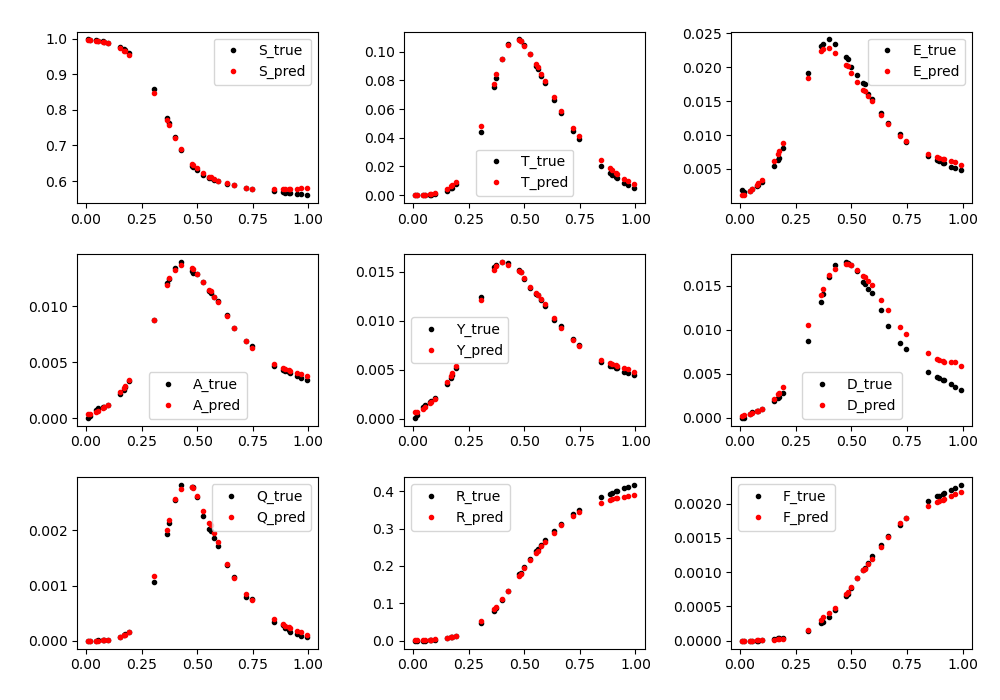 1.0
0.9
0.8
0.7
0.6
0.00 0.25 0.50 0.75 1.00
S_true
S_pred
0.10
0.08
0.06
0.04
0.02
0.00
0.00 0.25 0.50 0.75 1.00
T_true
T_pred
0.025
0.020
0.015
0.010
0.005
0.00 0.25 0.50 0.75 1.00
E_true
E_pred
0.010
0.005
0.000
0.00 0.25 0.50 0.75 1.00
A_true
A_pred
0.015
0.010
0.005
0.000
0.00 0.25 0.50 0.75 1.00
Y_true
Y_pred
0.015
0.010
0.005
0.000
0.00 0.25 0.50 0.75 1.00
D_true
D_pred
0.002
0.001
0.000
0.00 0.25 0.50 0.75 1.00
Q_true
Q_pred
0.4
0.3
0.2
0.1
0.0
0.00 0.25 0.50 0.75 1.00
R_true
R_pred
0.0020
0.0015
0.0010
0.0005
0.0000
0.00 0.25 0.50 0.75 1.00
F_true
F_pred